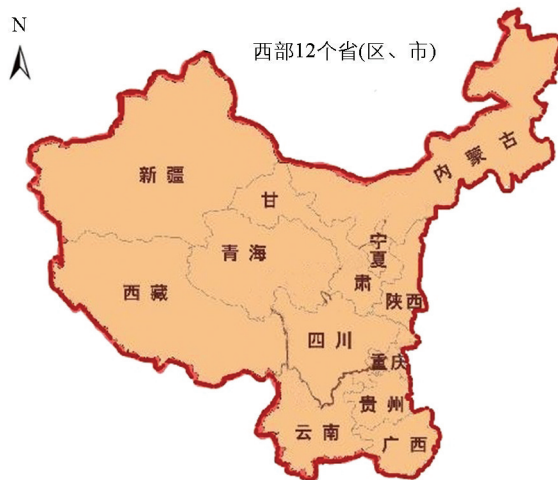 N
西部12个省(区、市)
内蒙古
新疆
甘
宁夏
青海
肃
西藏
陕西
四川
重庆
贵州
云南
广西